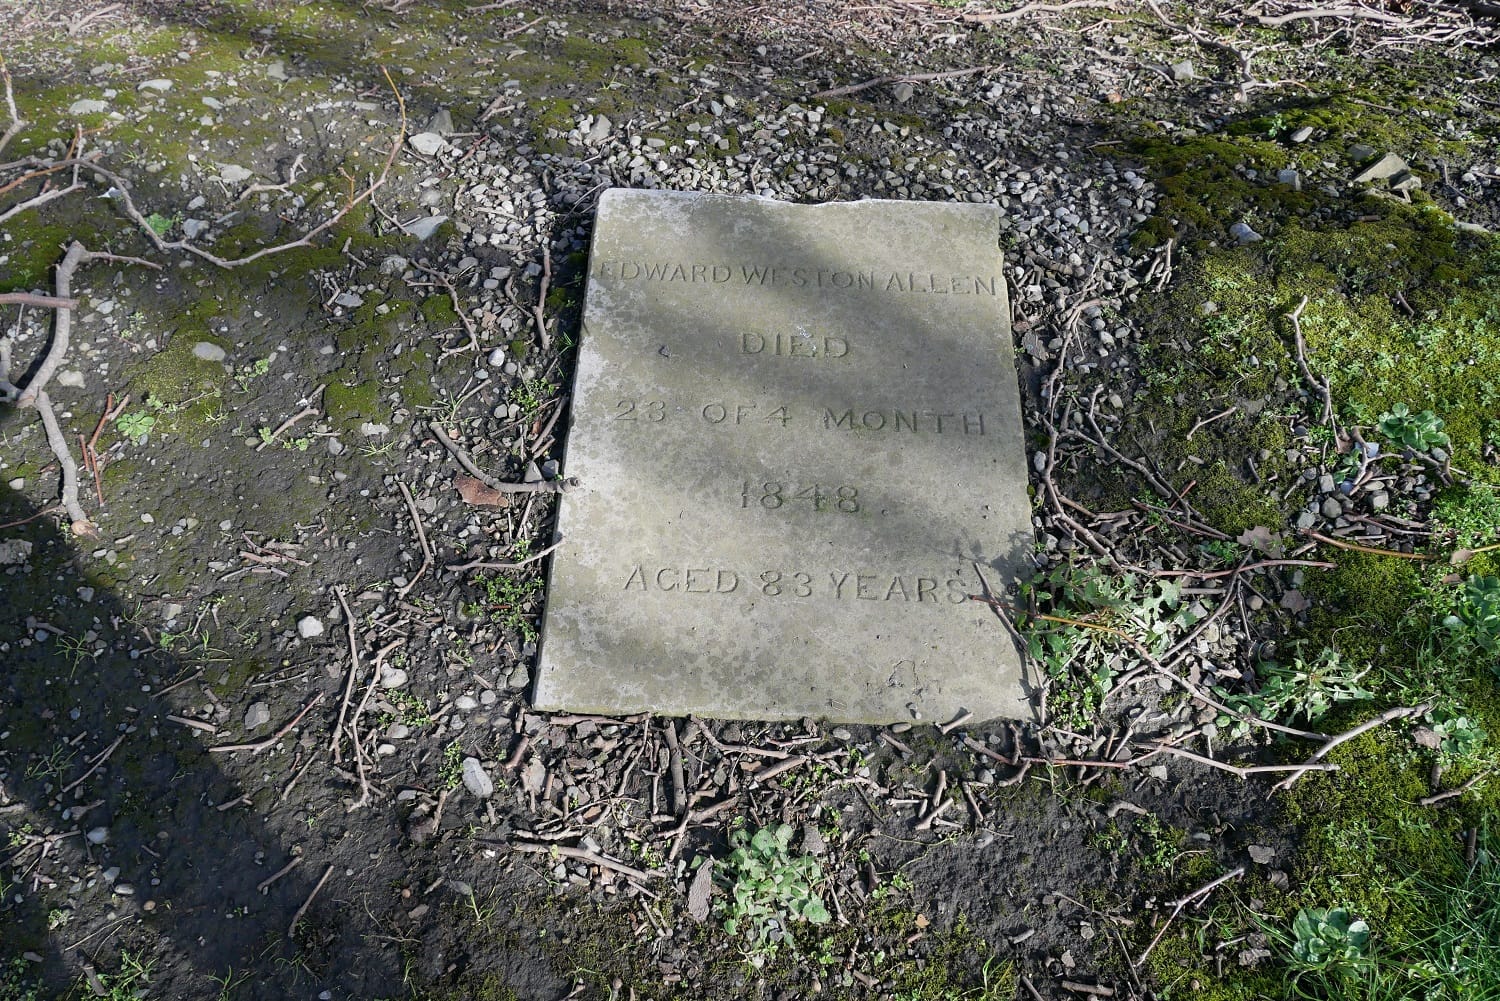 EDWARD WESTON ALLEN
DIED
23 OF 4 MONTH
1848
AGED 83 YEARS